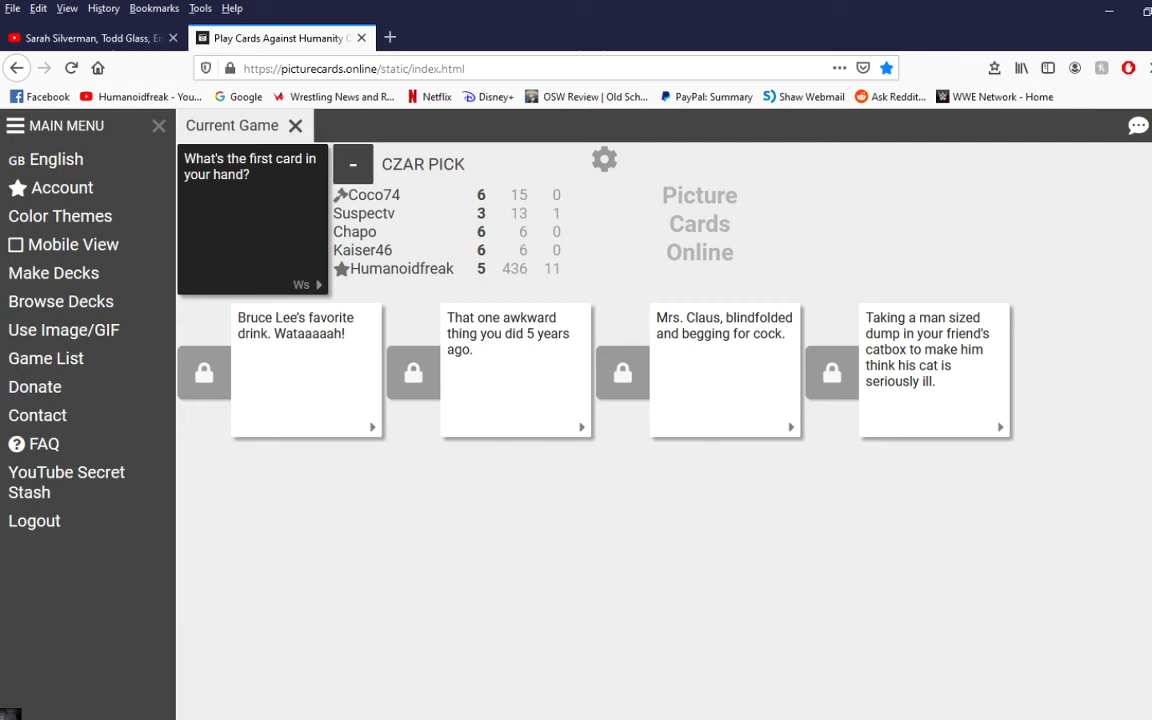 File Edit View History Bookmarks Tools Help
Sarah Silverman, Todd Glass, Er
Play Cards Against Humanity O
https://picturecards.online/static/index.html
Facebook Humanoidfreak - You... Google Wrestling News and R... Netflix Disney+ OSW Review | Old Sch... PayPal: Summary Shaw Webmail Ask Reddit... WWE Network - Home
MAIN MENU
GB English
Account
Color Themes
Mobile View
Make Decks
Browse Decks
Use Image/GIF
Game List
Donate
Contact
FAQ
YouTube Secret
Stash
Logout
Current Game
What's the first card in
your hand?
Ws
- CZAR PICK
Coco74 6 15 0
Suspectv 3 13 1
Chapo 6 6 0
Kaiser46 6 6 0
Humanoidfreak 5 436 11
Picture
Cards
Online
Bruce Lee's favorite
drink. Wataaaaah!
That one awkward
thing you did 5 years
ago.
Mrs. Claus, blindfolded
and begging for cock.
Taking a man sized
dump in your friend's
catbox to make him
think his cat is
seriously ill.